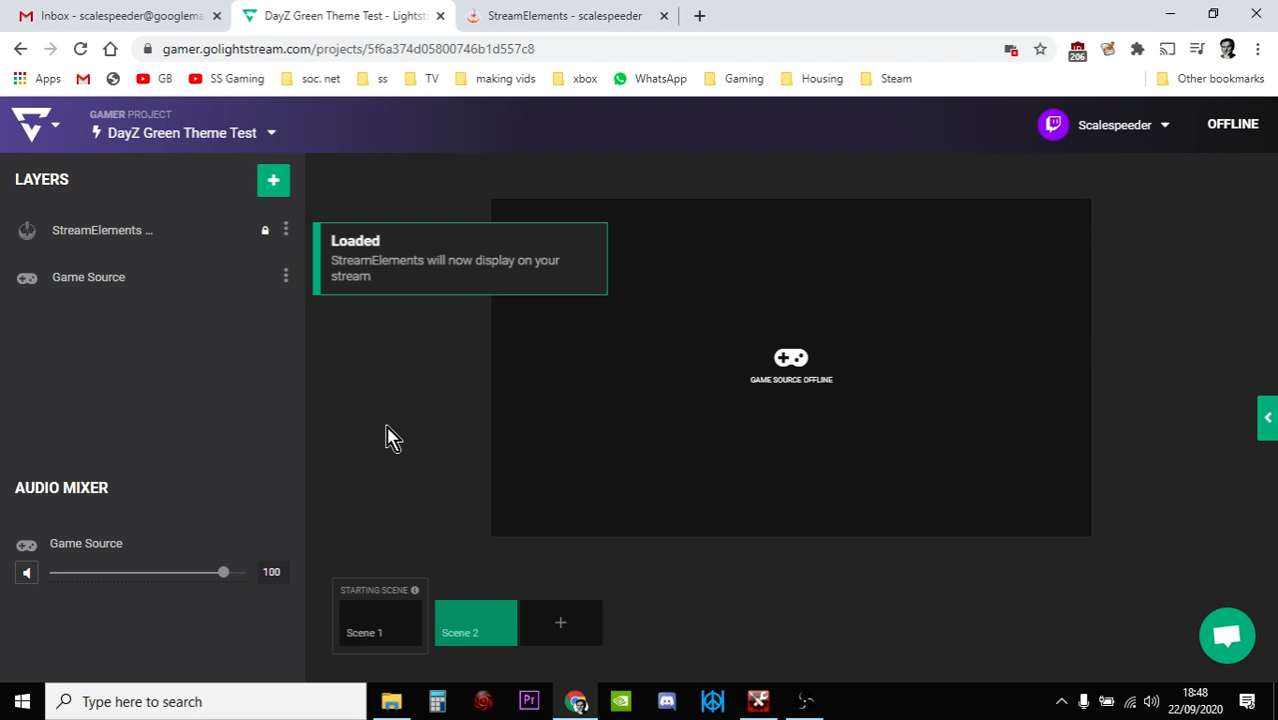 Inbox - scalespeeder@googlema
DayZ Green Theme Test - Lightstr
StreamElements - scalespeeder
gamer.golightstream.com/projects/5f6a374d05800746b1d557c8
206
Apps
GB
SS Gaming
soc. net
ss
TV
making vids
xbox
WhatsApp
Gaming
Housing
Steam
Other bookmarks
GAMER PROJECT
DayZ Green Theme Test
Scalespeeder
OFFLINE
LAYERS
StreamElements ...
Game Source
Loaded
StreamElements will now display on your
stream
GAME SOURCE OFFLINE
AUDIO MIXER
Game Source
100
STARTING SCENE
Scene 1
Scene 2
Type here to search
Pr
18:48
22/09/2020